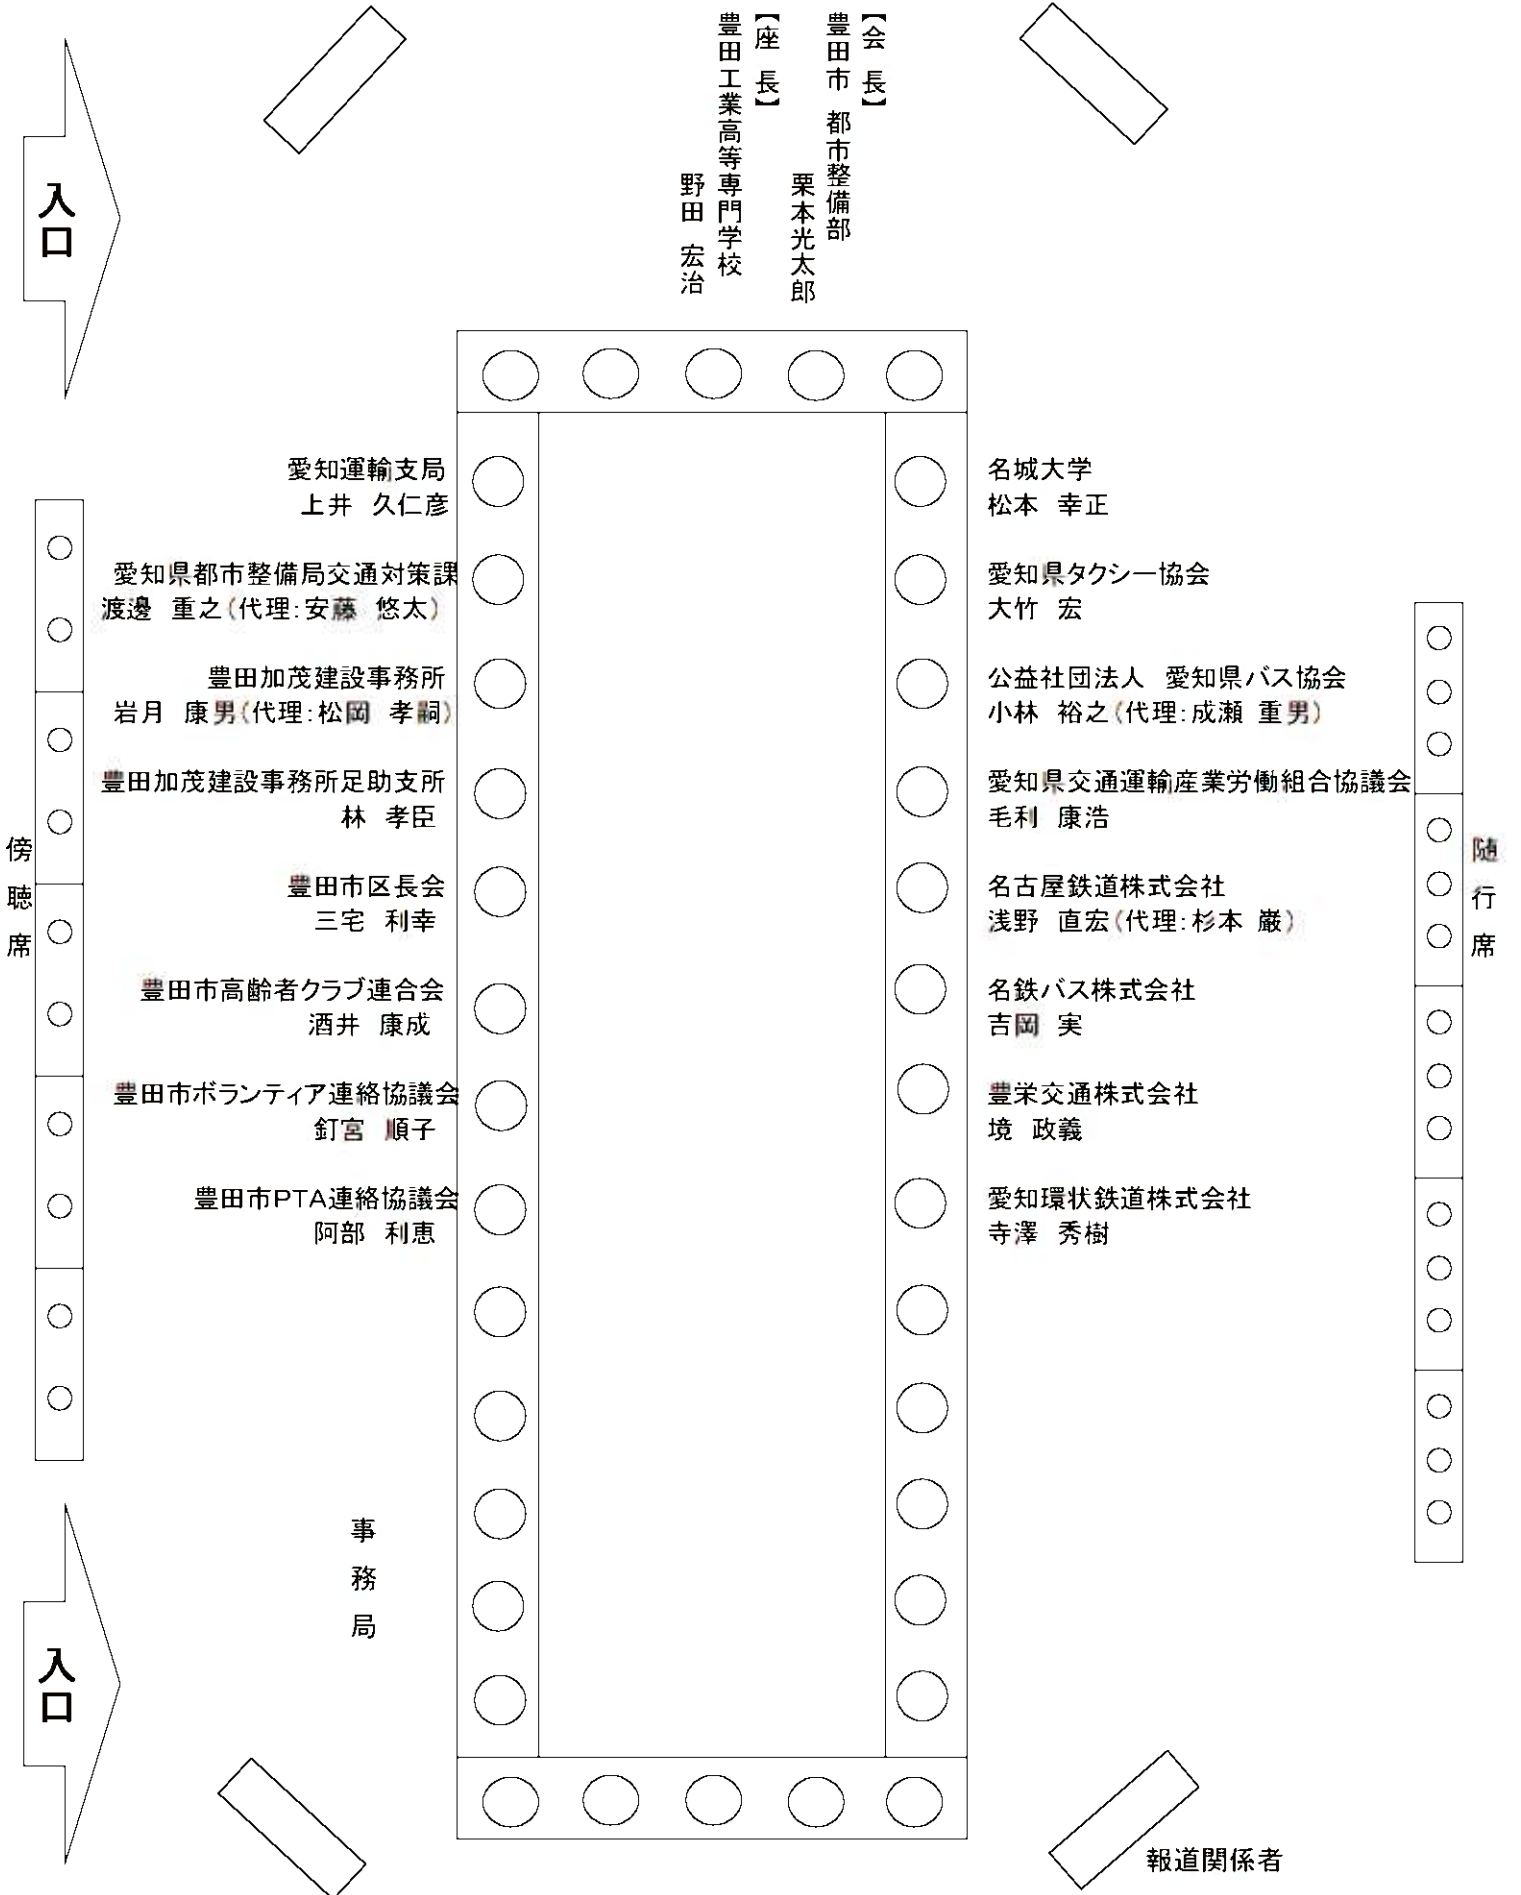 【会 長】
豊田市 都市整備部
栗本光太郎
【座 長】
豊田工業高等専門学校
野田 宏治
入口
愛知運輸支局
上井 久仁彦
愛知県都市整備局交通対策課
渡邊 重之(代理:安藤 悠太)
豊田加茂建設事務所
岩月 康男(代理:松岡 孝嗣)
豊田加茂建設事務所足助支所
林 孝臣
豊田市区長会
三宅 利幸
豊田市高齢者クラブ連合会
酒井 康成
豊田市ボランティア連絡協議会
釘宮 順子
豊田市PTA連絡協議会
阿部 利恵
名城大学
松本 幸正
愛知県タクシー協会
大竹 宏
公益社団法人 愛知県バス協会
小林 裕之(代理:成瀬 重男)
愛知県交通運輸産業労働組合協議会
毛利 康浩
名古屋鉄道株式会社
浅野 直宏(代理:杉本 巌)
名鉄バス株式会社
吉岡 実
豊栄交通株式会社
境 政義
愛知環状鉄道株式会社
寺澤 秀樹
傍聴席
随行席
事務局
入口
報道関係者